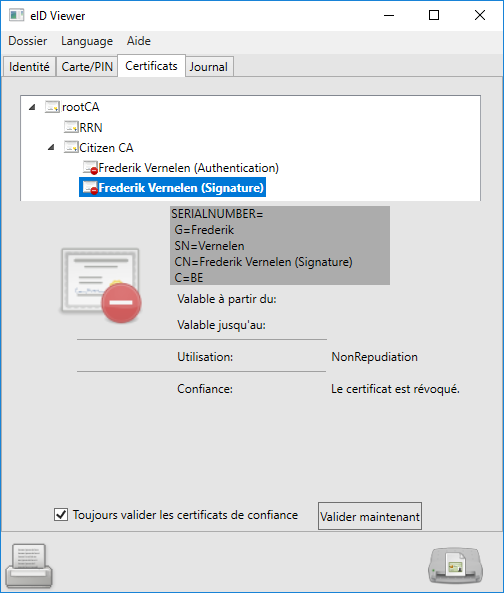 eID Viewer
Dossier Language Aide
Identité Carte/PIN Certificats Journal
rootCA
RRN
Citizen CA
Frederik Vernelen (Authentication)
Frederik Vernelen (Signature)
SERIALNUMBER=
G=Frederik
SN=Vernelen
CN=Frederik Vernelen (Signature)
C=BE
Valable à partir du:
Valable jusqu'au:
Utilisation: NonRepudiation
Confiance: Le certificat est révoqué.
Toujours valider les certificats de confiance Valider maintenant